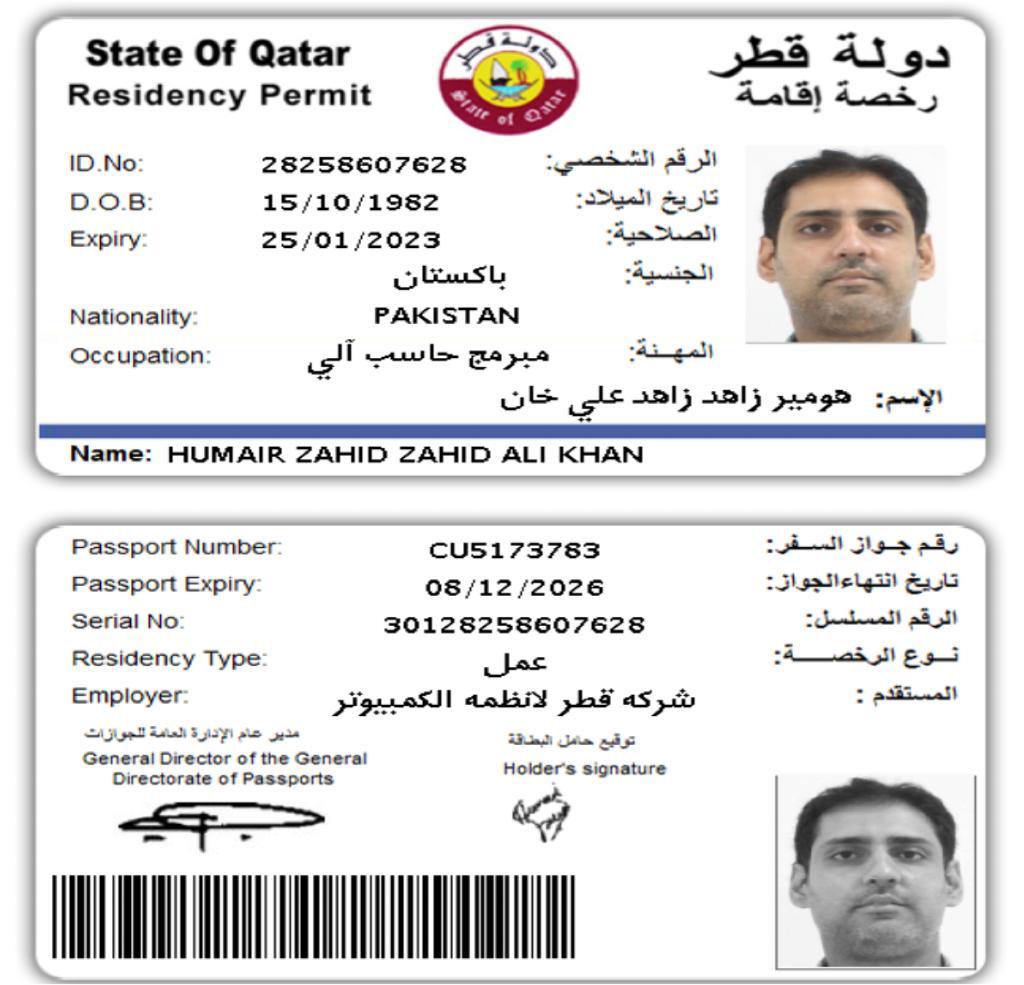 State Of Qatar
دولة قطر
Residency Permit
رخصة إقامة
دولة قطر
State of Qatar
ID.No: 28258607628 الرقم الشخصي:
D.O.B: 15/10/1982 تاريخ الميلاد:
Expiry: 25/01/2023 الصلاحية:
باكستان الجنسية:
Nationality: PAKISTAN
Occupation: مبرمج حاسب آلي المهـنة:
الإسم: هومير زاهد زاهد علي خان
Name: HUMAIR ZAHID ZAHID ALI KHAN
Passport Number: CU5173783 رقـم جـواز السـفر:
Passport Expiry: 08/12/2026 تاريخ انتهاءالجواز:
Serial No: 30128258607628 الرقم المسلسل:
Residency Type: عمل نـوع الرخصـــة:
Employer: شركه قطر لانظمه الكمبيوتر المستقدم :
مدير عام الإدارة العامة للجوازات
توقيع حامل البطاقة
General Director of the General
Directorate of Passports
Holder's signature